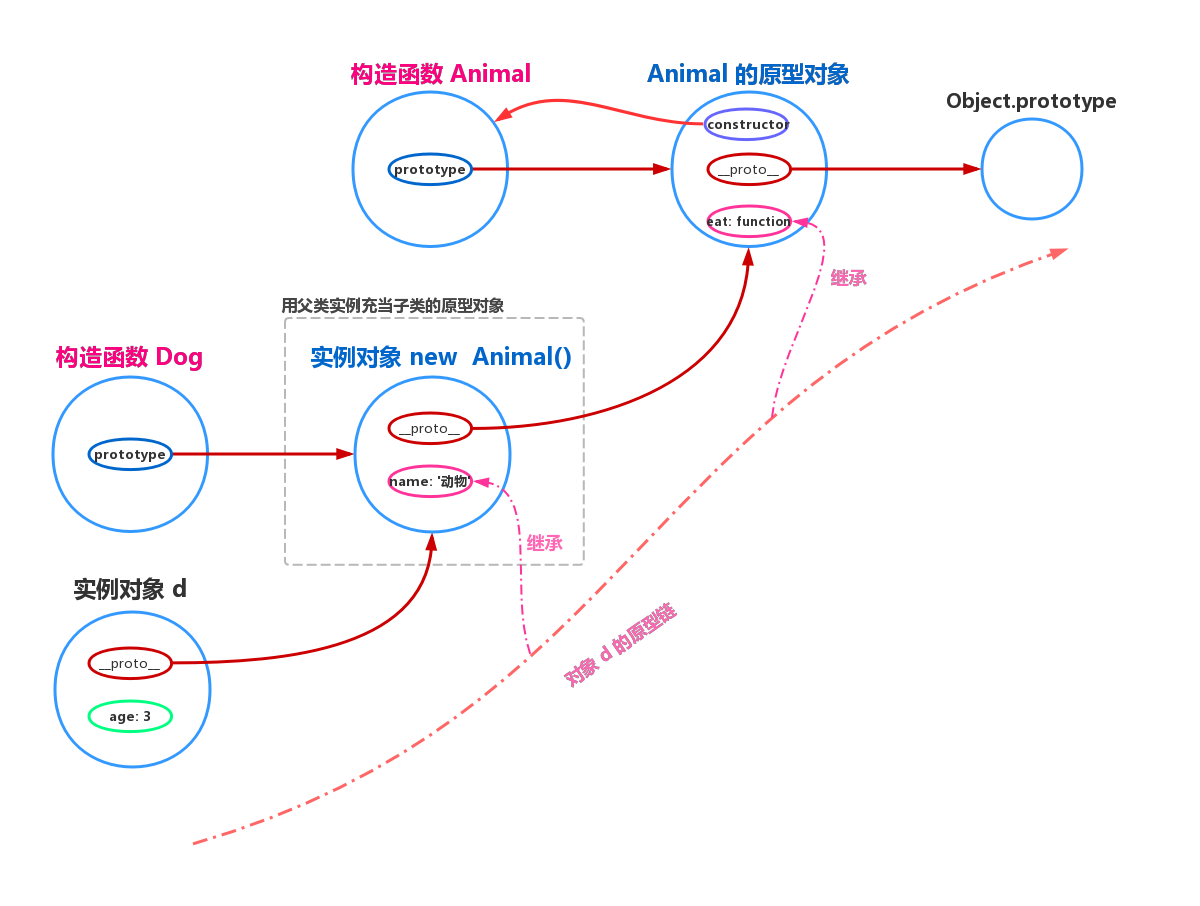 构造函数 Animal
Animal 的原型对象
Object.prototype
constructor
prototype
__proto__
eat: function
继承
用父类实例充当子类的原型对象
构造函数 Dog
实例对象 new Animal()
__proto__
prototype
name: '动物'
继承
实例对象 d
对象 d 的原型链
__proto__
age: 3